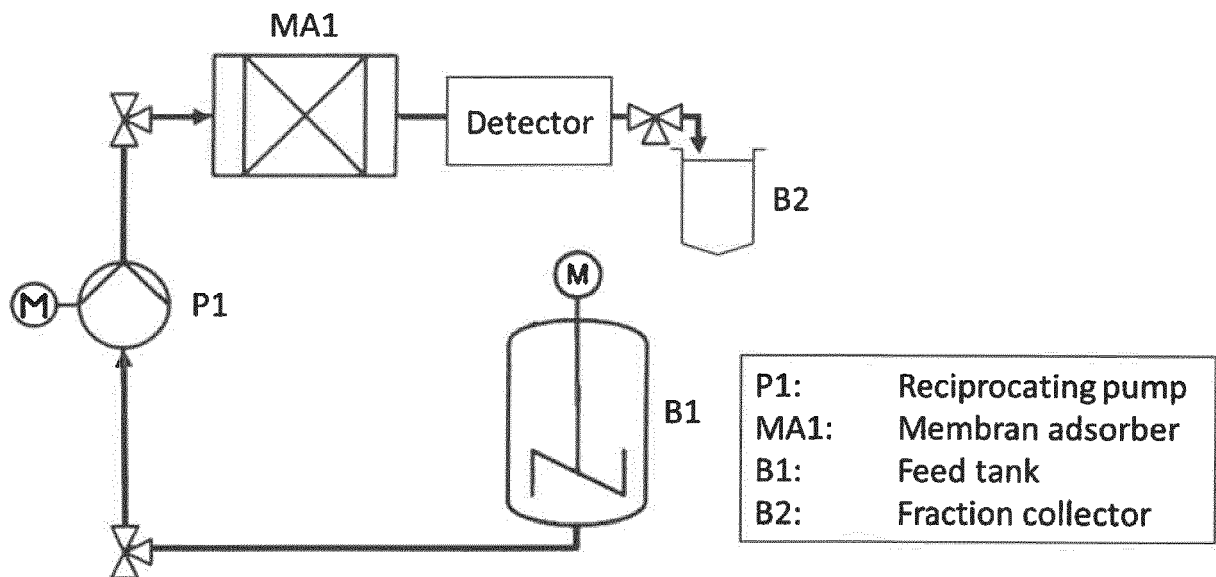 MA1
Detector
B2
M
M
P1
B1
P1: Reciprocating pump
MA1: Membran adsorber
B1: Feed tank
B2: Fraction collector